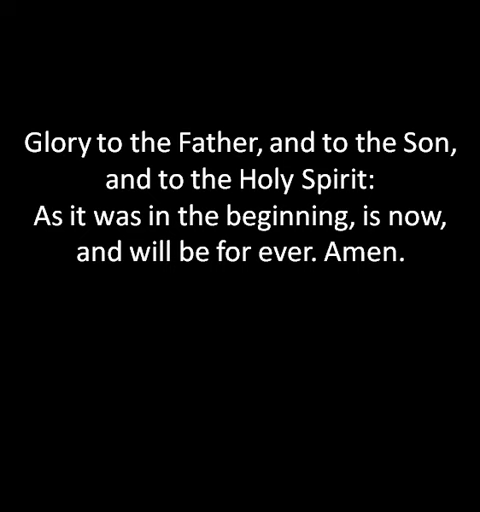 Glory to the Father, and to the Son,
and to the Holy Spirit:
As it was in the beginning, is now,
and will be for ever. Amen.